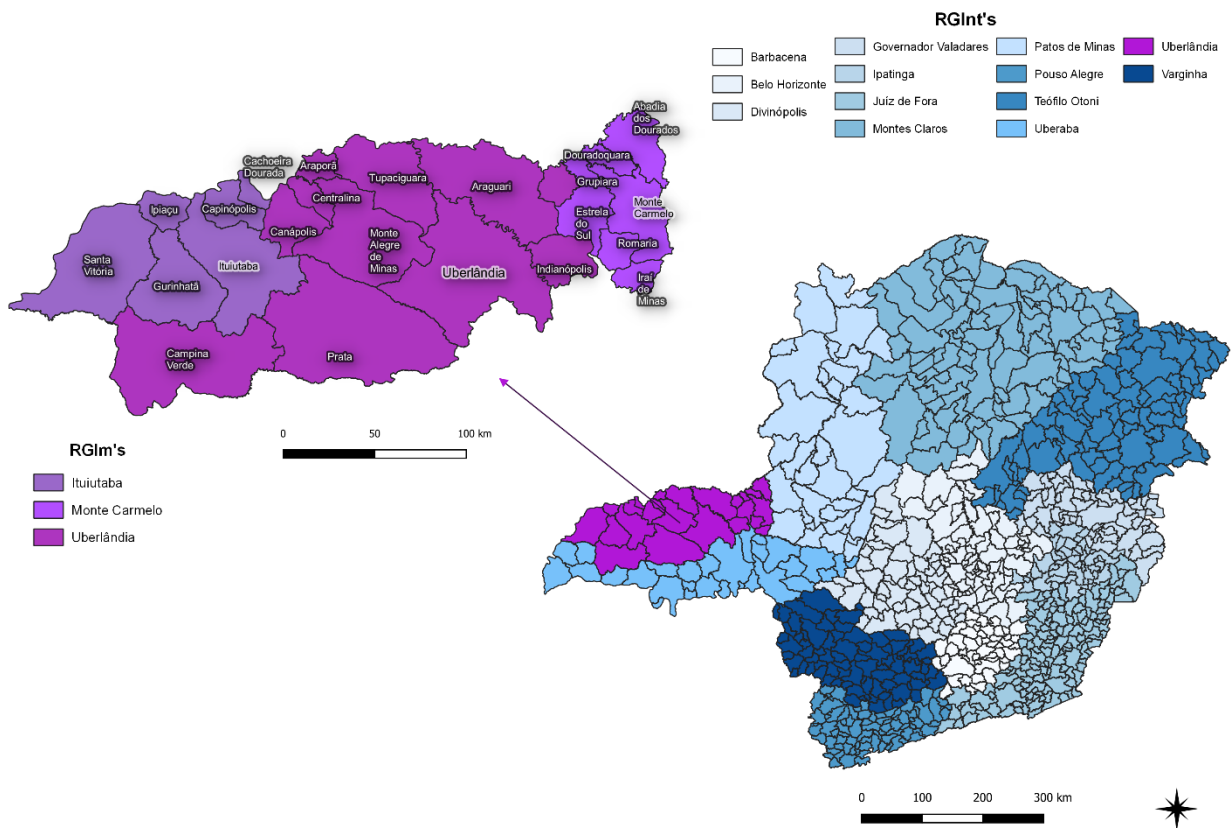 RGInt's
Barbacena
Belo Horizonte
Divinópolis
Governador Valadares
Ipatinga
Juíz de Fora
Montes Claros
Patos de Minas
Pouso Alegre
Teófilo Otoni
Uberaba
Uberlândia
Varginha
Abadia
dos
Dourados
Cachoeira
Dourada
Araporã
Douradoquara
Tupaciguara
Araguari
Grupiara
Ipiaçu
Capinópolis
Centralina
Monte
Carmelo
Estrela
do
Sul
Canápolis
Monte
Alegre
de
Minas
Romaria
Santa
Vitória
Ituiutaba
Uberlândia
Indianópolis
Gurinhatã
Iraí
de
Minas
Campina
Verde
Prata
0 50 100 km
RGIm's
Ituiutaba
Monte Carmelo
Uberlândia
0 100 200 300 km